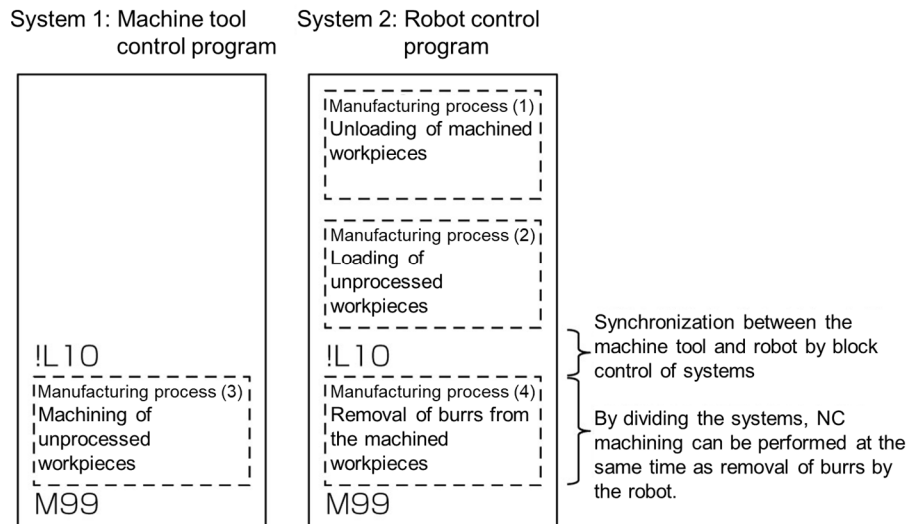 System 1: Machine tool
control program
System 2: Robot control
program
Manufacturing process (1)
Unloading of machined
workpieces
Manufacturing process (2)
Loading of
unprocessed
workpieces
!L10
!L10
Synchronization between the
machine tool and robot by block
control of systems
Manufacturing process (3)
Machining of
unprocessed
workpieces
Manufacturing process (4)
Removal of burrs from
the machined
workpieces
By dividing the systems, NC
machining can be performed at the
same time as removal of burrs by
the robot.
M99
M99